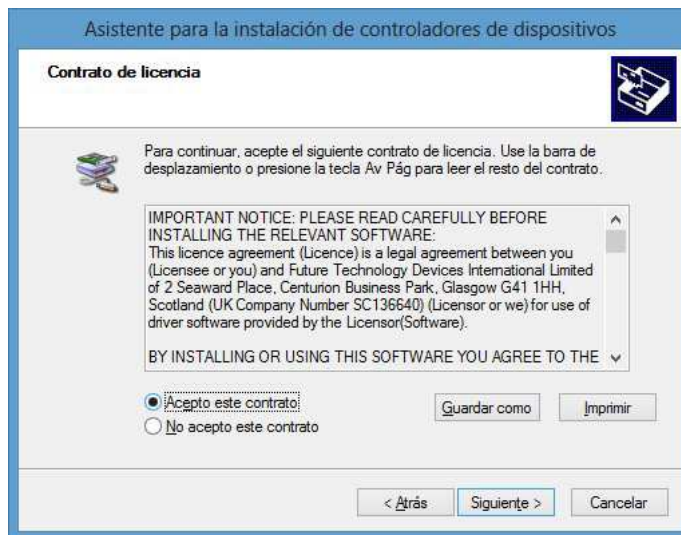 Asistente para la instalación de controladores de dispositivos
Contrato de licencia
Para continuar, acepte el siguiente contrato de licencia. Use la barra de
desplazamiento o presione la tecla Av Pág para leer el resto del contrato.
IMPORTANT NOTICE: PLEASE READ CAREFULLY BEFORE
INSTALLING THE RELEVANT SOFTWARE:
This licence agreement (Licence) is a legal agreement between you
(Licensee or you) and Future Technology Devices International Limited
of 2 Seaward Place, Centurion Business Park, Glasgow G41 1HH,
Scotland (UK Company Number SC136640) (Licensor or we) for use of
driver software provided by the Licensor(Software).
BY INSTALLING OR USING THIS SOFTWARE YOU AGREE TO THE
Acepto este contrato
No acepto este contrato
Guardar como
Imprimir
< Atrás
Siguiente >
Cancelar